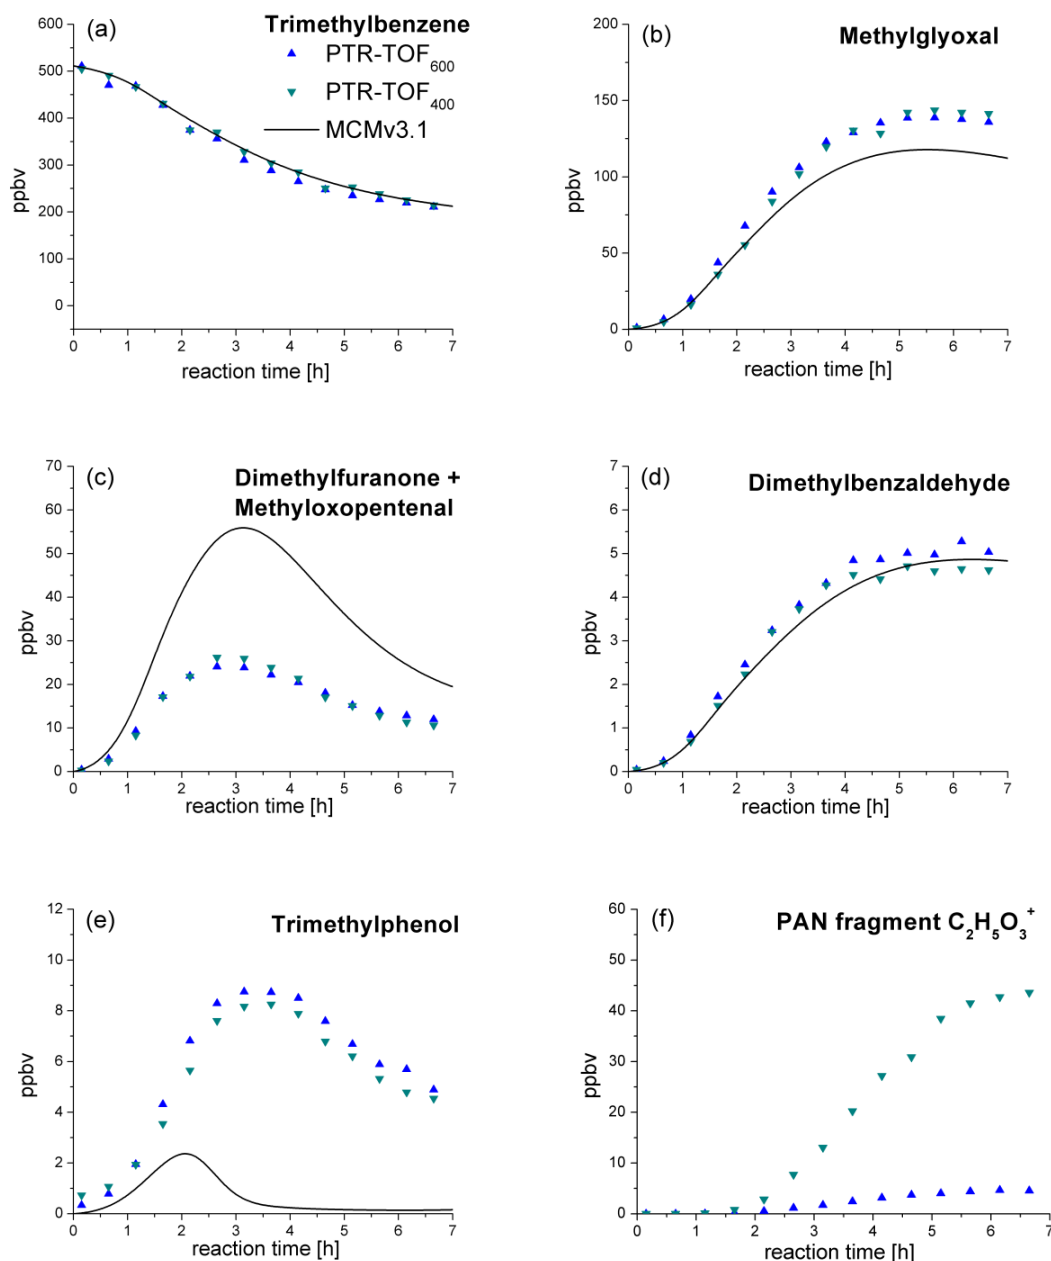 (a)
Trimethylbenzene
PTR-TOF600
PTR-TOF400
MCMv3.1
600
500
400
300
200
100
0
ppbv
0 1 2 3 4 5 6 7
reaction time [h]
(b)
Methylglyoxal
200
150
100
50
0
ppbv
0 1 2 3 4 5 6 7
reaction time [h]
(c)
Dimethylfuranone +
Methyloxopentenal
70
60
50
40
30
20
10
0
ppbv
0 1 2 3 4 5 6 7
reaction time [h]
(d)
Dimethylbenzaldehyde
7
6
5
4
3
2
1
0
ppbv
0 1 2 3 4 5 6 7
reaction time [h]
(e)
Trimethylphenol
12
10
8
6
4
2
0
ppbv
0 1 2 3 4 5 6 7
reaction time [h]
(f)
PAN fragment C2H5O3+
60
50
40
30
20
10
0
ppbv
0 1 2 3 4 5 6 7
reaction time [h]